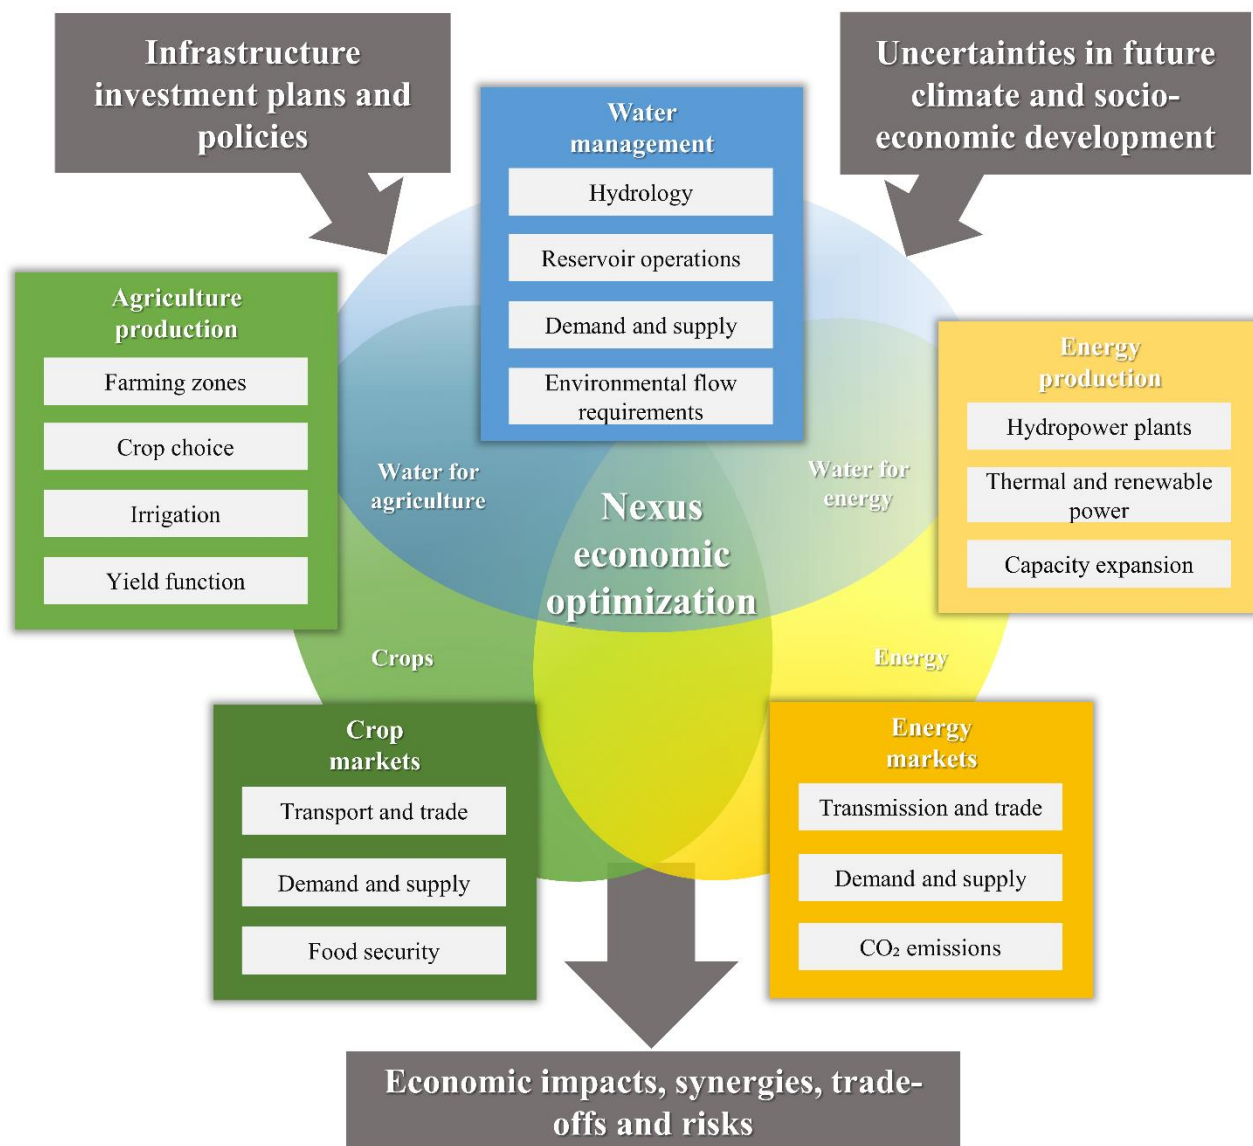 Infrastructure
investment plans and
policies
Uncertainties in future
climate and socio-
economic development
Water
management
Hydrology
Reservoir operations
Demand and supply
Environmental flow
requirements
Agriculture
production
Farming zones
Crop choice
Irrigation
Yield function
Energy
production
Hydropower plants
Thermal and renewable
power
Capacity expansion
Water for
agriculture
Water for
energy
Nexus
economic
optimization
Crops
Energy
Crop
markets
Transport and trade
Demand and supply
Food security
Energy
markets
Transmission and trade
Demand and supply
CO₂ emissions
Economic impacts, synergies, trade-
offs and risks